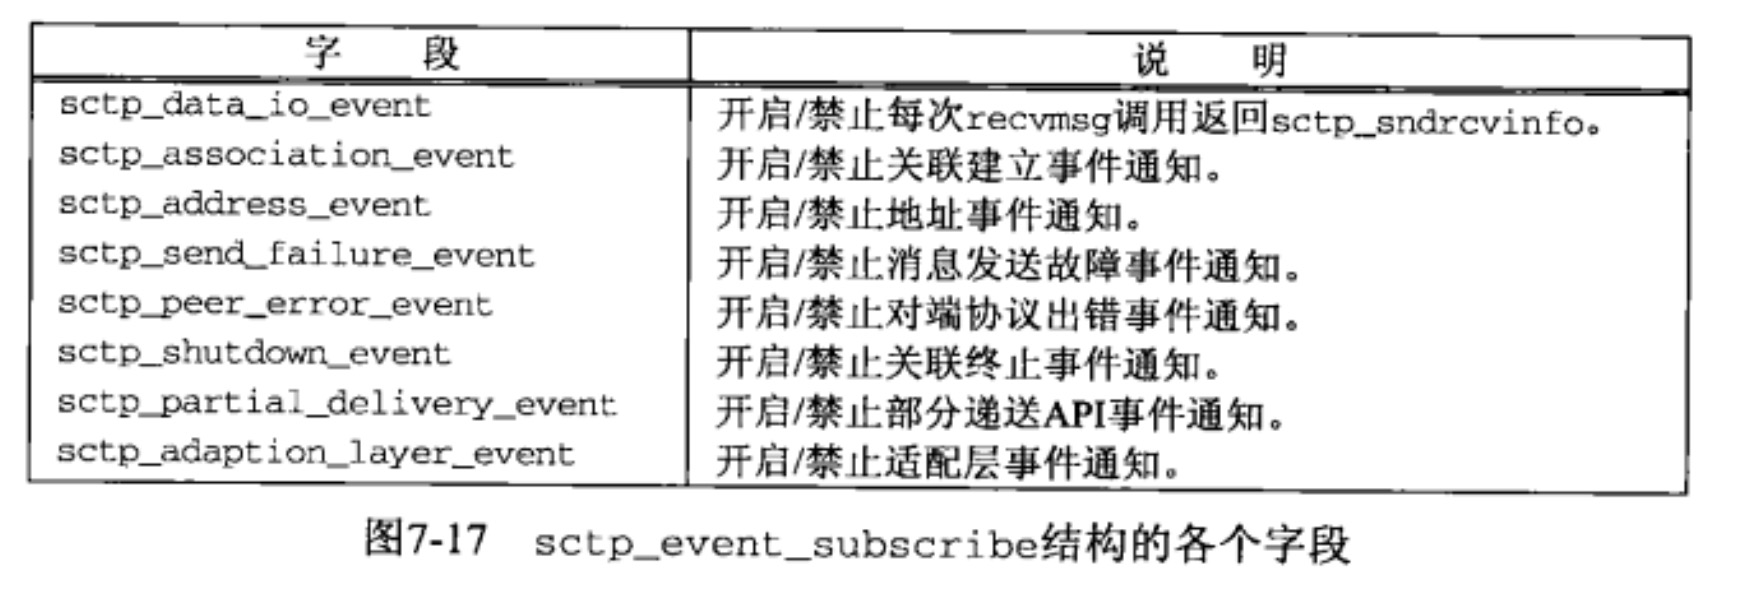 字 段 说 明
sctp_data_io_event 开启/禁止每次recvmsg调用返回sctp_sndrcvinfo。
sctp_association_event 开启/禁止关联建立事件通知。
sctp_address_event 开启/禁止地址事件通知。
sctp_send_failure_event 开启/禁止消息发送故障事件通知。
sctp_peer_error_event 开启/禁止对端协议出错事件通知。
sctp_shutdown_event 开启/禁止关联终止事件通知。
sctp_partial_delivery_event 开启/禁止部分递送API事件通知。
sctp_adaption_layer_event 开启/禁止适配层事件通知。
图7-17 sctp_event_subscribe结构的各个字段